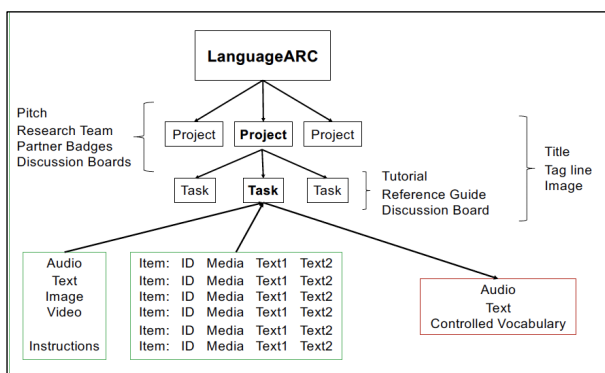 LanguageARC
Pitch
Research Team
Partner Badges
Discussion Boards
Project Project Project
Title
Tag line
Image
Task Task Task
Tutorial
Reference Guide
Discussion Board
Audio
Text
Image
Video
Instructions
Item: ID Media Text1 Text2
Item: ID Media Text1 Text2
Item: ID Media Text1 Text2
Item: ID Media Text1 Text2
Item: ID Media Text1 Text2
Item: ID Media Text1 Text2
Audio
Text
Controlled Vocabulary